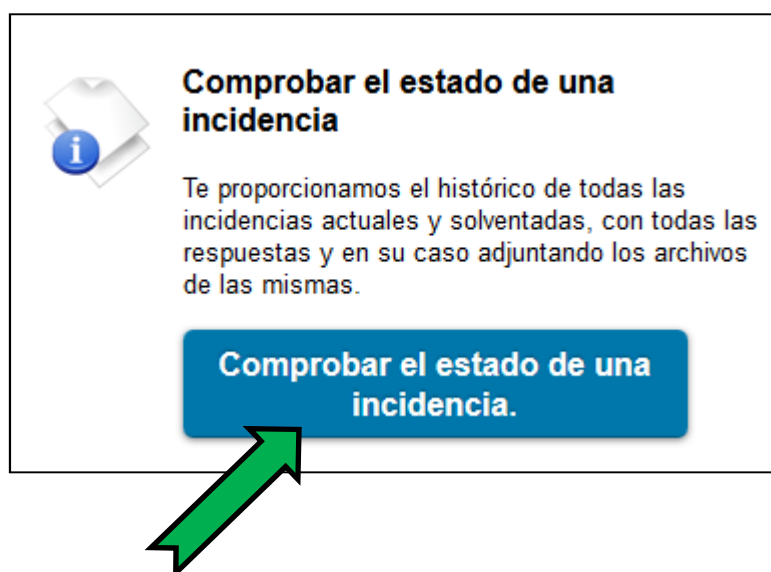 Comprobar el estado de una
incidencia
Te proporcionamos el histórico de todas las
incidencias actuales y solventadas, con todas las
respuestas y en su caso adjuntando los archivos
de las mismas.
Comprobar el estado de una
incidencia.